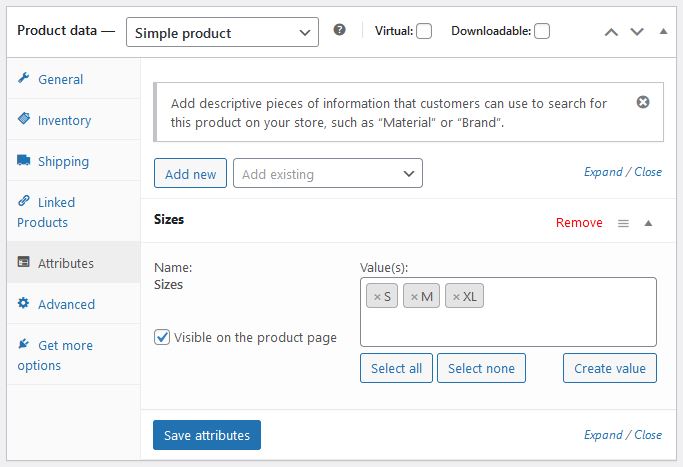 Product data — Simple product ? Virtual: Downloadable:
General
Inventory
Shipping
Linked
Products
Attributes
Advanced
Get more
options
Add descriptive pieces of information that customers can use to search for
this product on your store, such as “Material” or “Brand”.
Add new Add existing Expand / Close
Sizes Remove
Name: Value(s):
Sizes × S × M × XL
Visible on the product page
Select all Select none Create value
Save attributes Expand / Close